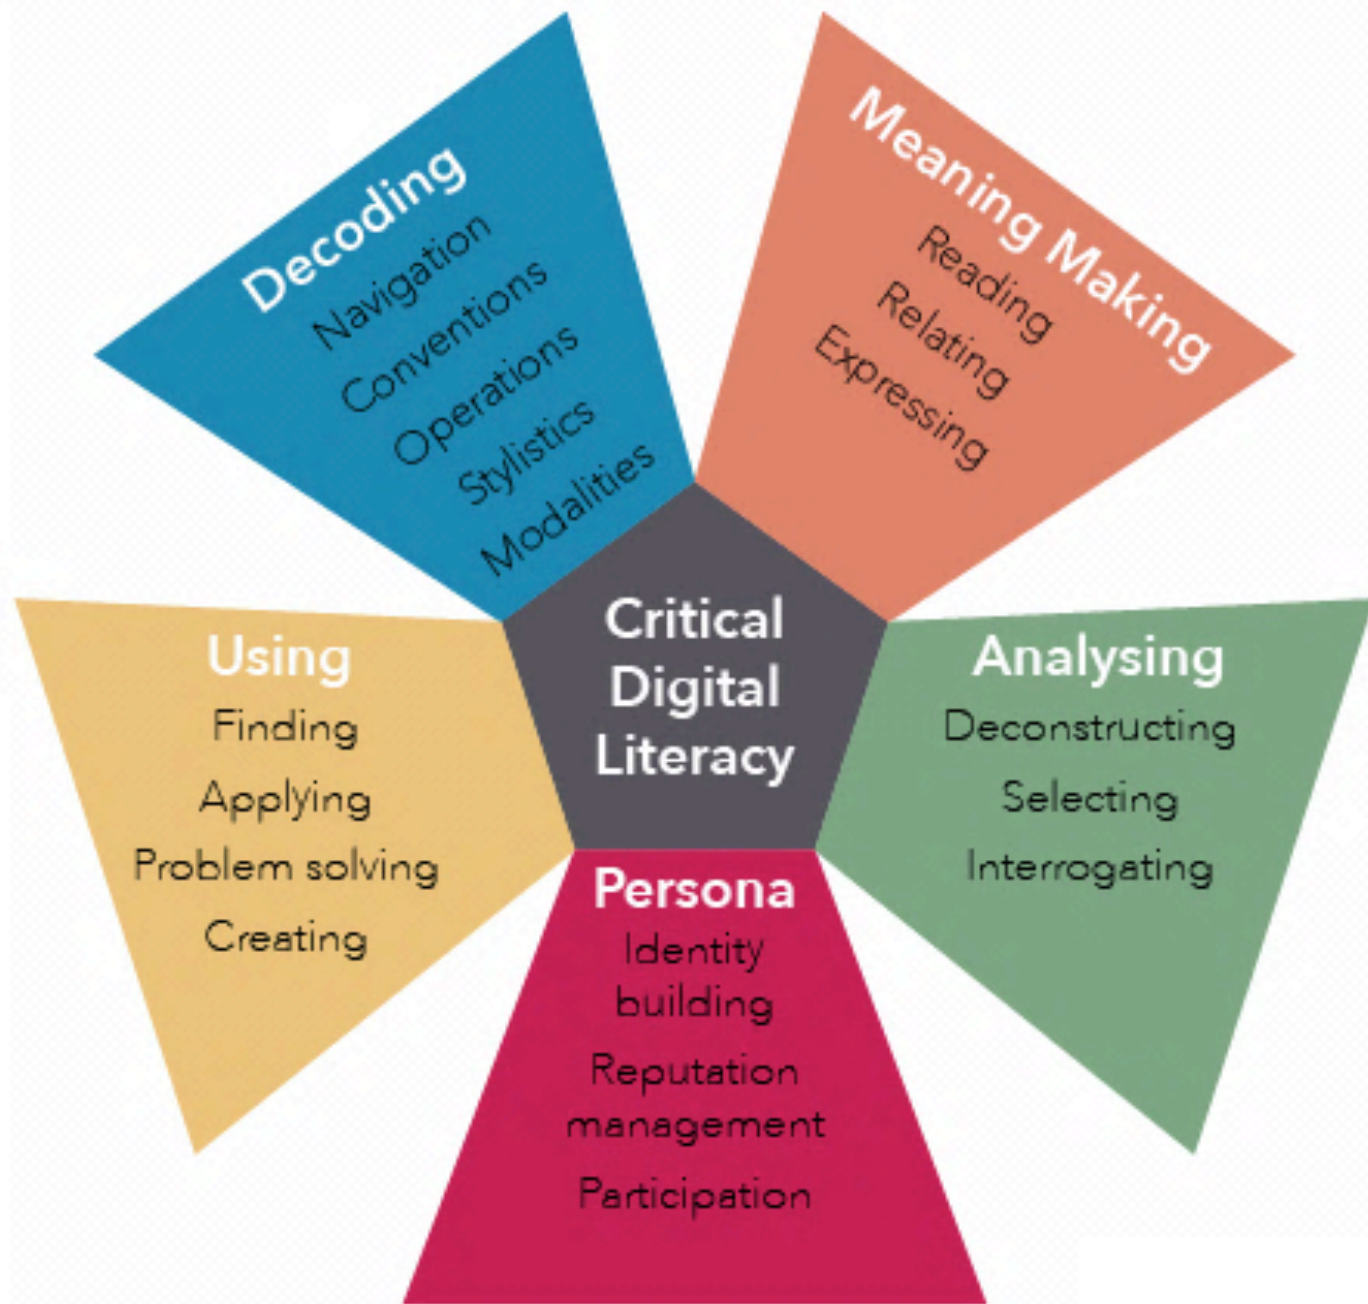 Decoding
Navigation
Conventions
Operations
Stylistics
Modalities
Meaning Making
Reading
Relating
Expressing
Critical
Digital
Literacy
Using
Finding
Applying
Problem solving
Creating
Analysing
Deconstructing
Selecting
Interrogating
Persona
Identity
building
Reputation
management
Participation